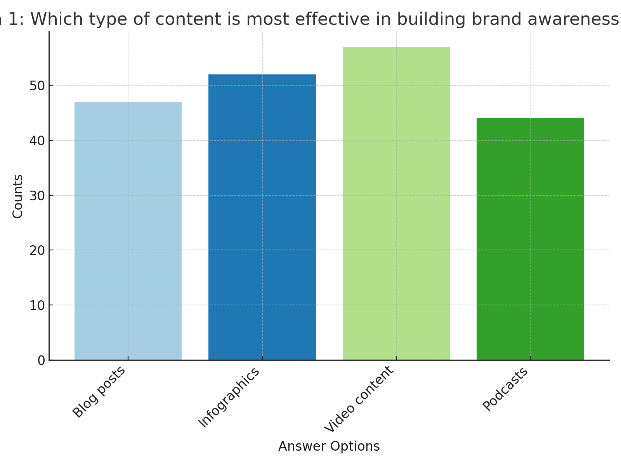 1: Which type of content is most effective in building brand awareness
50
40
30
20
10
0
Counts
Blog posts
Infographics
Video content
Podcasts
Answer Options